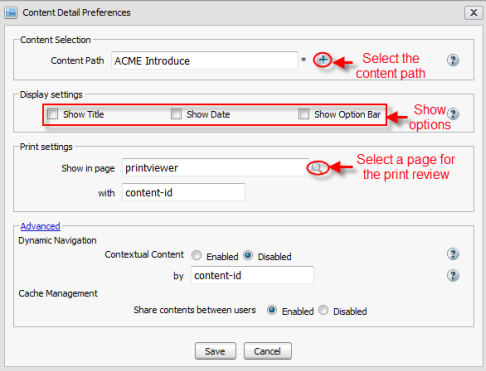 Content Detail Preferences
Content Selection
Content Path ACME Introduce * Select the content path
Display settings
Show Title Show Date Show Option Bar Show options
Print settings
Show in page printviewer Select a page for the print review
with content-id
Advanced
Dynamic Navigation
Contextual Content Enabled Disabled
by content-id
Cache Management
Share contents between users Enabled Disabled
Save Cancel